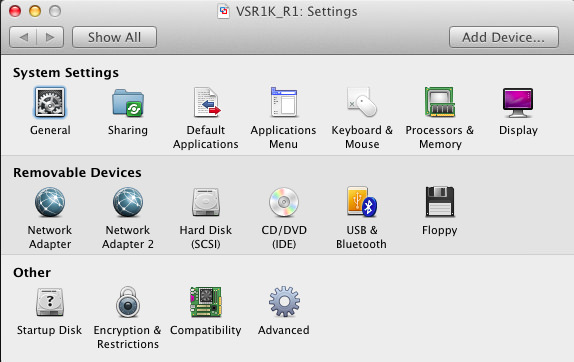 VSR1K_R1: Settings
Show All
Add Device...
System Settings
General
Sharing
Default
Applications
Applications
Menu
Keyboard &
Mouse
Processors &
Memory
Display
Removable Devices
Network
Adapter
Network
Adapter 2
Hard Disk
(SCSI)
CD/DVD
(IDE)
USB &
Bluetooth
Floppy
Other
?
Startup Disk
Encryption &
Restrictions
Compatibility
Advanced